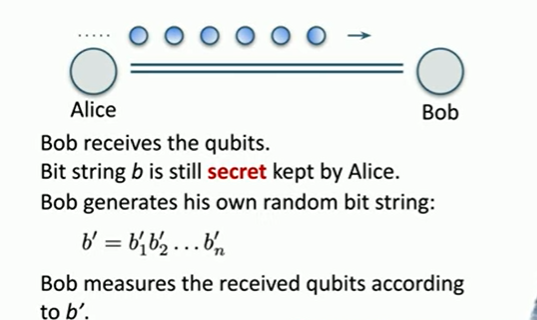 Alice
Bob
Bob receives the qubits.
Bit string b is still secret kept by Alice.
Bob generates his own random bit string:
b′ = b′₁b′₂ . . . b′ₙ
Bob measures the received qubits according
to b′.